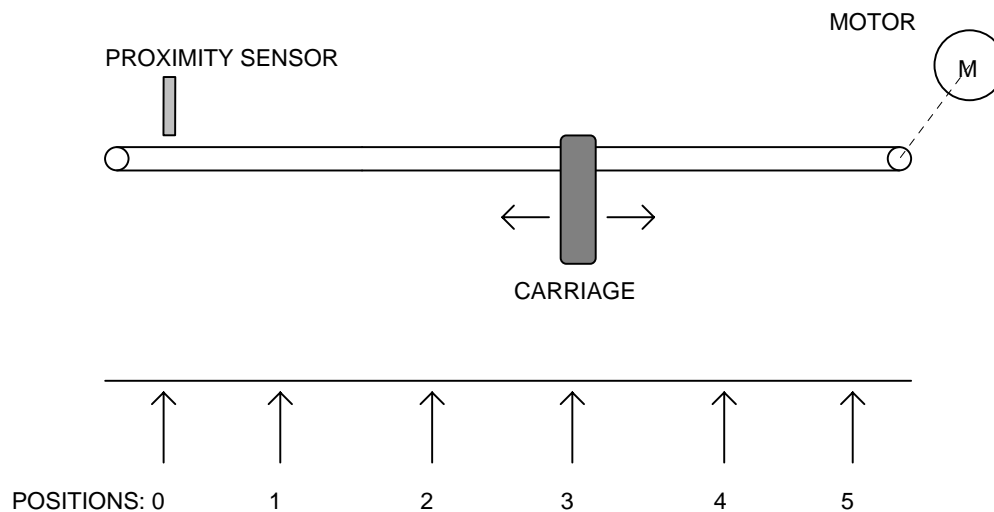 MOTOR
PROXIMITY SENSOR
M
CARRIAGE
POSITIONS: 0 1 2 3 4 5